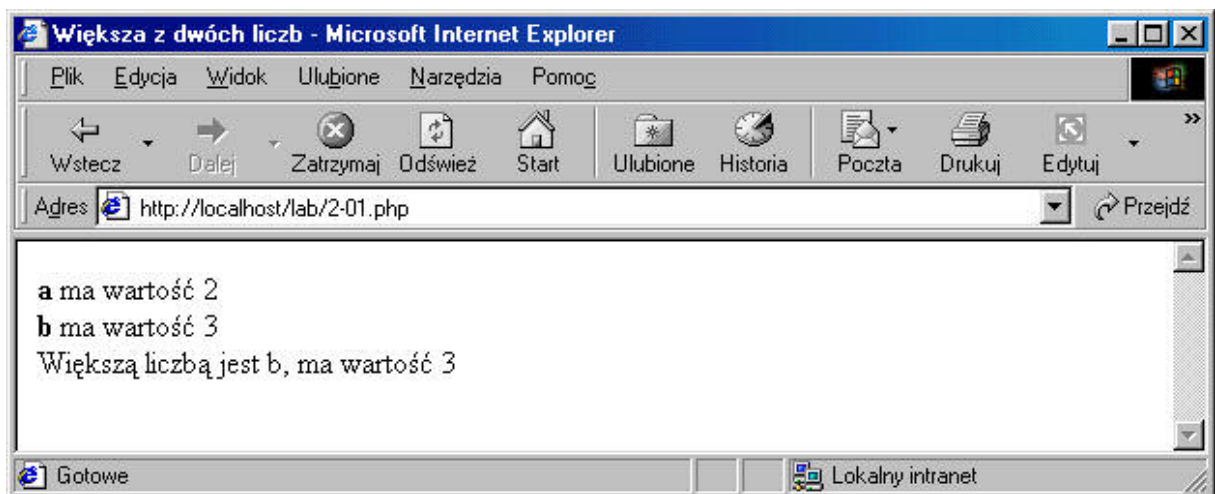 Większa z dwóch liczb - Microsoft Internet Explorer
Plik Edycja Widok Ulubione Narzędzia Pomoc
Wstecz Dalej Zatrzymaj Odśwież Start Ulubione Historia Poczta Drukuj Edytuj »
Adres http://localhost/lab/2-01.php Przejdź
a ma wartość 2
b ma wartość 3
Większą liczbą jest b, ma wartość 3
Gotowe Lokalny intranet